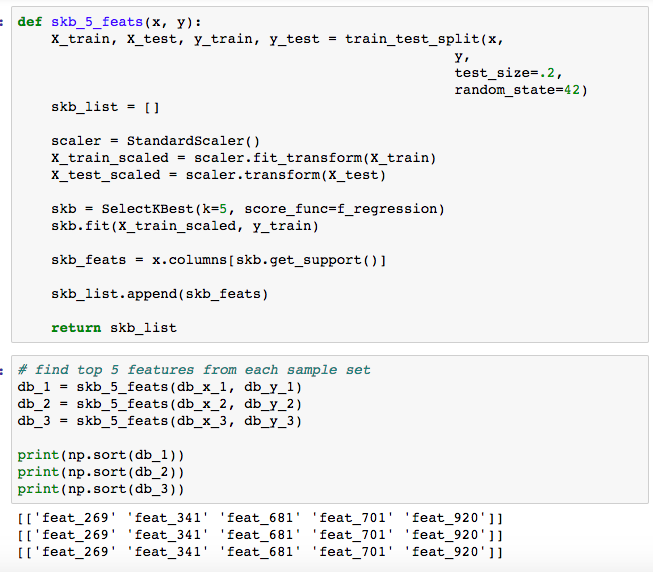 def skb_5_feats(x, y):
    X_train, X_test, y_train, y_test = train_test_split(x,
                                                        y,
                                                        test_size=.2,
                                                        random_state=42)
    skb_list = []

    scaler = StandardScaler()
    X_train_scaled = scaler.fit_transform(X_train)
    X_test_scaled = scaler.transform(X_test)

    skb = SelectKBest(k=5, score_func=f_regression)
    skb.fit(X_train_scaled, y_train)

    skb_feats = x.columns[skb.get_support()]

    skb_list.append(skb_feats)

    return skb_list
# find top 5 features from each sample set
db_1 = skb_5_feats(db_x_1, db_y_1)
db_2 = skb_5_feats(db_x_2, db_y_2)
db_3 = skb_5_feats(db_x_3, db_y_3)

print(np.sort(db_1))
print(np.sort(db_2))
print(np.sort(db_3))
[['feat_269' 'feat_341' 'feat_681' 'feat_701' 'feat_920']]
[['feat_269' 'feat_341' 'feat_681' 'feat_701' 'feat_920']]
[['feat_269' 'feat_341' 'feat_681' 'feat_701' 'feat_920']]